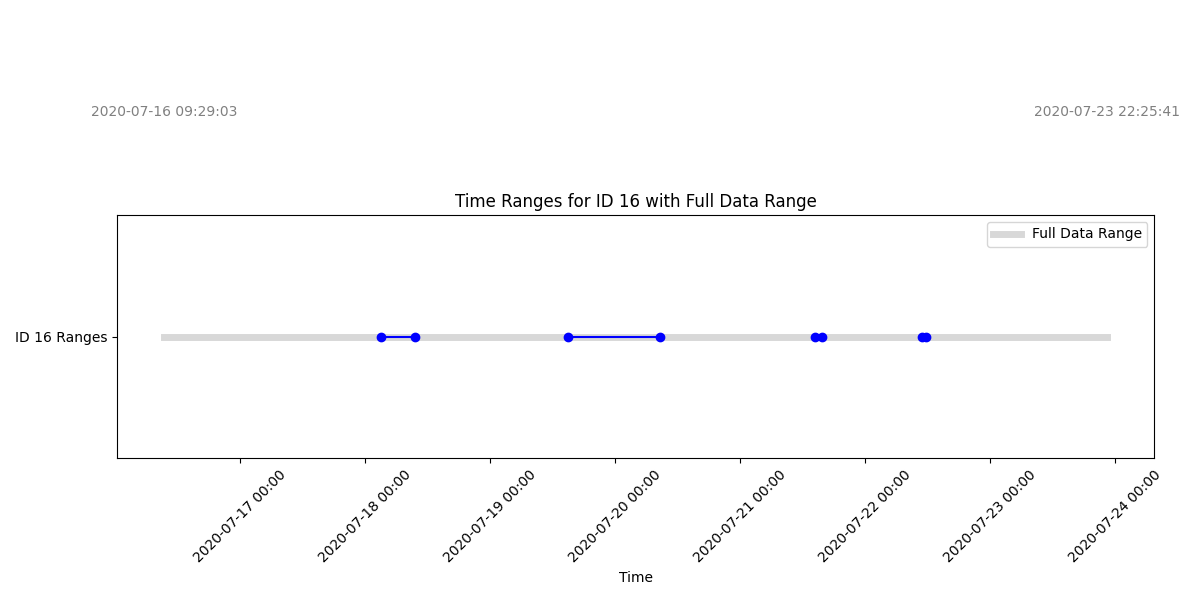 2020-07-16 09:29:03
2020-07-23 22:25:41
Time Ranges for ID 16 with Full Data Range
Full Data Range
ID 16 Ranges
2020-07-17 00:00
2020-07-18 00:00
2020-07-19 00:00
2020-07-20 00:00
2020-07-21 00:00
2020-07-22 00:00
2020-07-23 00:00
2020-07-24 00:00
Time